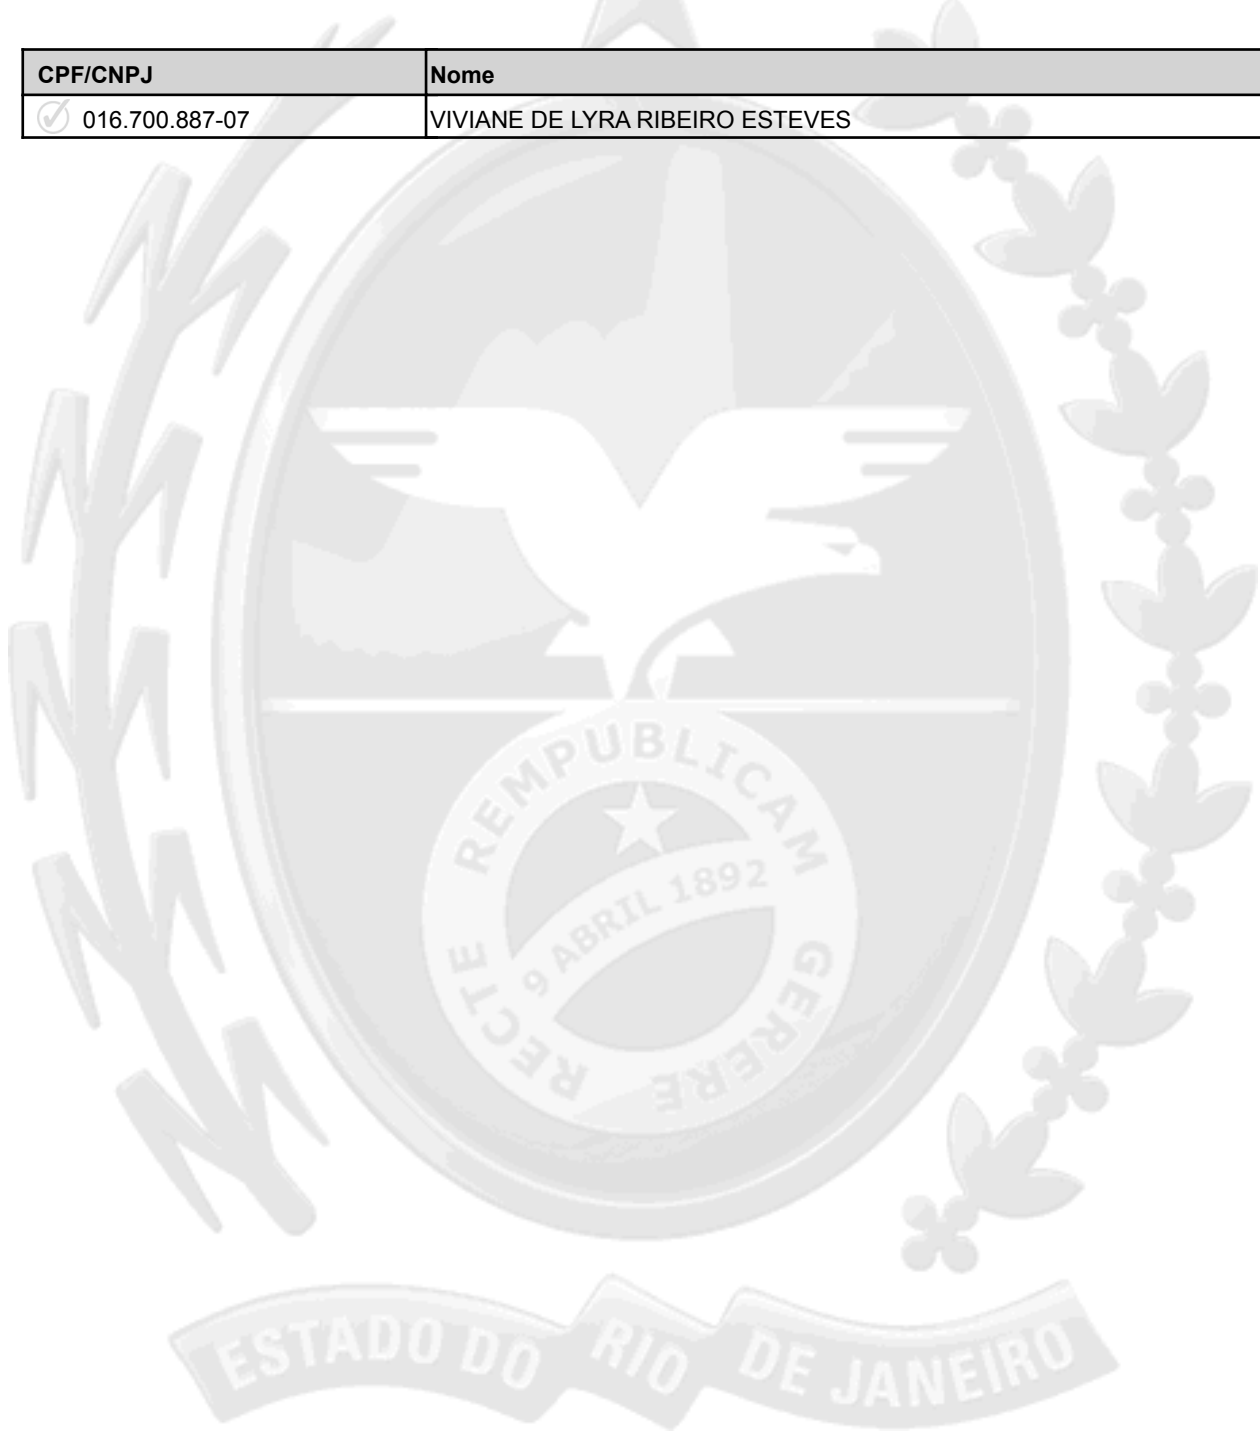 CPF/CNPJ Nome
016.700.887-07 VIVIANE DE LYRA RIBEIRO ESTEVES
RECTE REMPUBLICAM GERERE
9 ABRIL 1892
ESTADO DO RIO DE JANEIRO